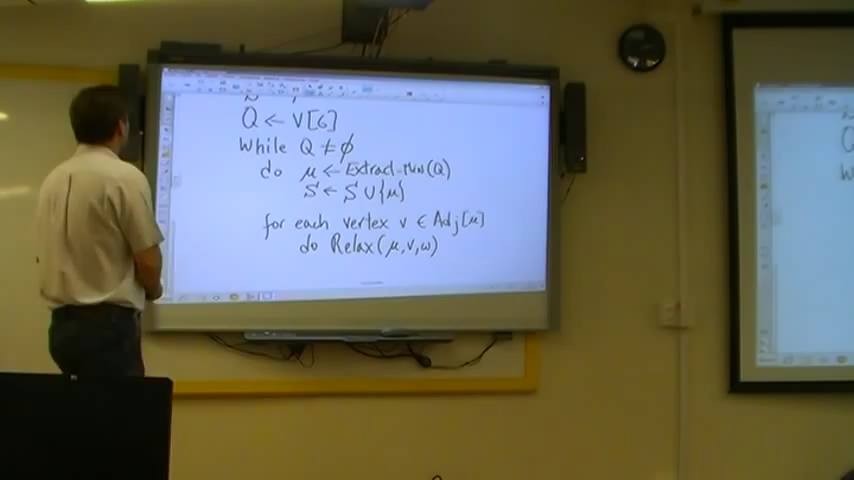 Q ← V[G]
While Q ≠ ∅
do μ ← Extract-Min(Q)
S ← S ∪ {μ}
for each vertex v ∈ Adj[μ]
do Relax(μ,v,w)